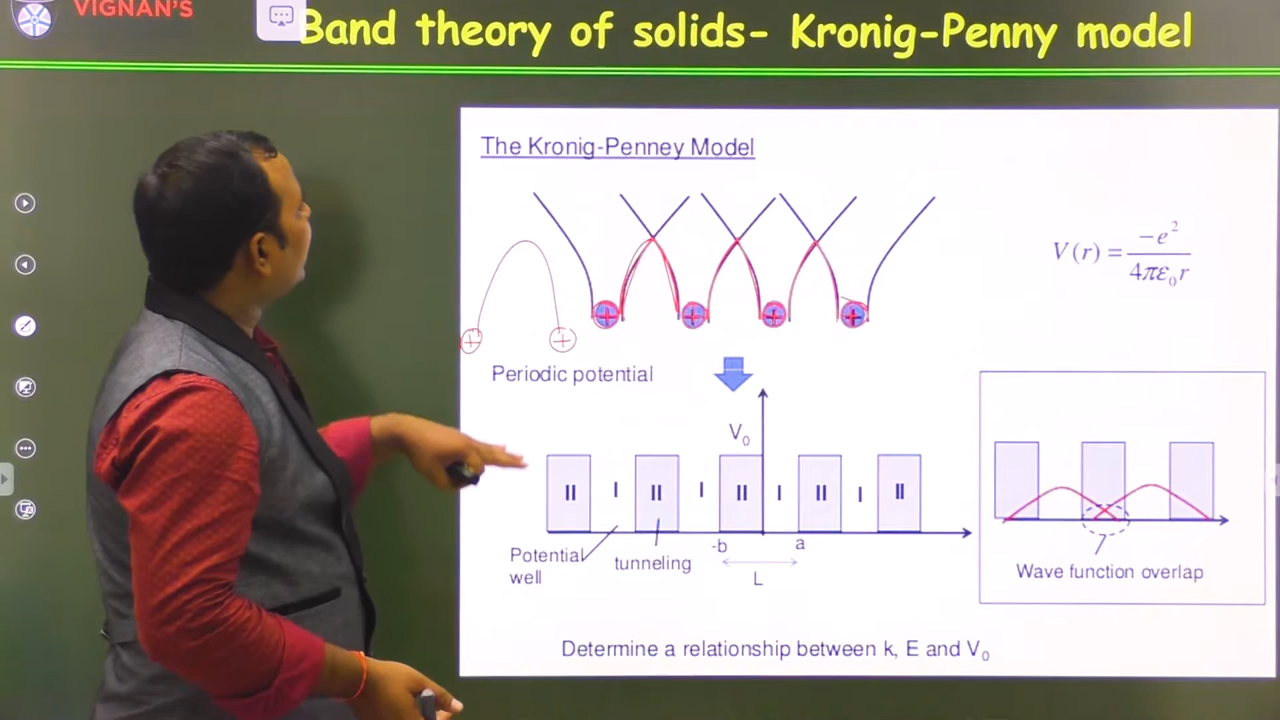 VIGNAN'S
Band theory of solids- Kronig-Penny model
The Kronig-Penney Model
V(r) = -e² / 4πε₀r
+ + + + + +
Periodic potential
V₀
II I II I II I II I II
-b a
Potential well
tunneling
L
Wave function overlap
Determine a relationship between k, E and V₀